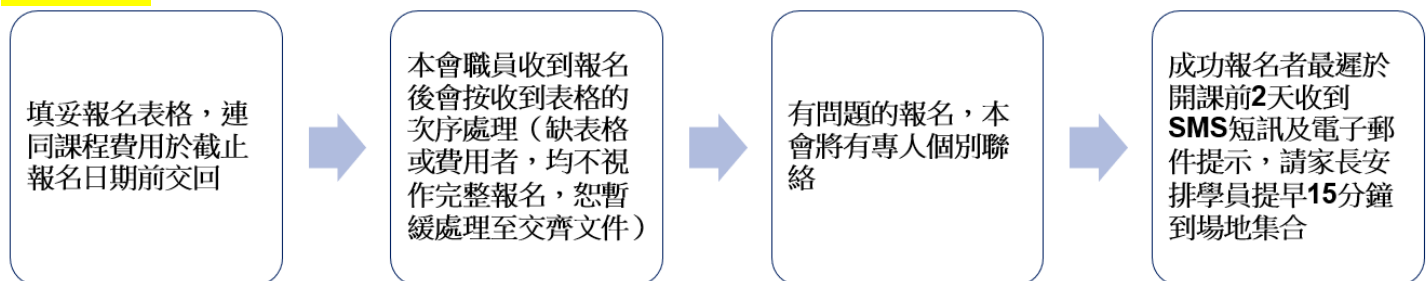 填妥報名表格，連
同課程費用於截止
報名日期前交回
本會職員收到報名
後會按收到表格的
次序處理（缺表格
或費用者，均不視
作完整報名，恕暫
緩處理至交齊文件）
有問題的報名，本
會將有專人個別聯
絡
成功報名者最遲於
開課前2天收到
SMS短訊及電子郵
件提示，請家長安
排學員提早15分鐘
到場地集合